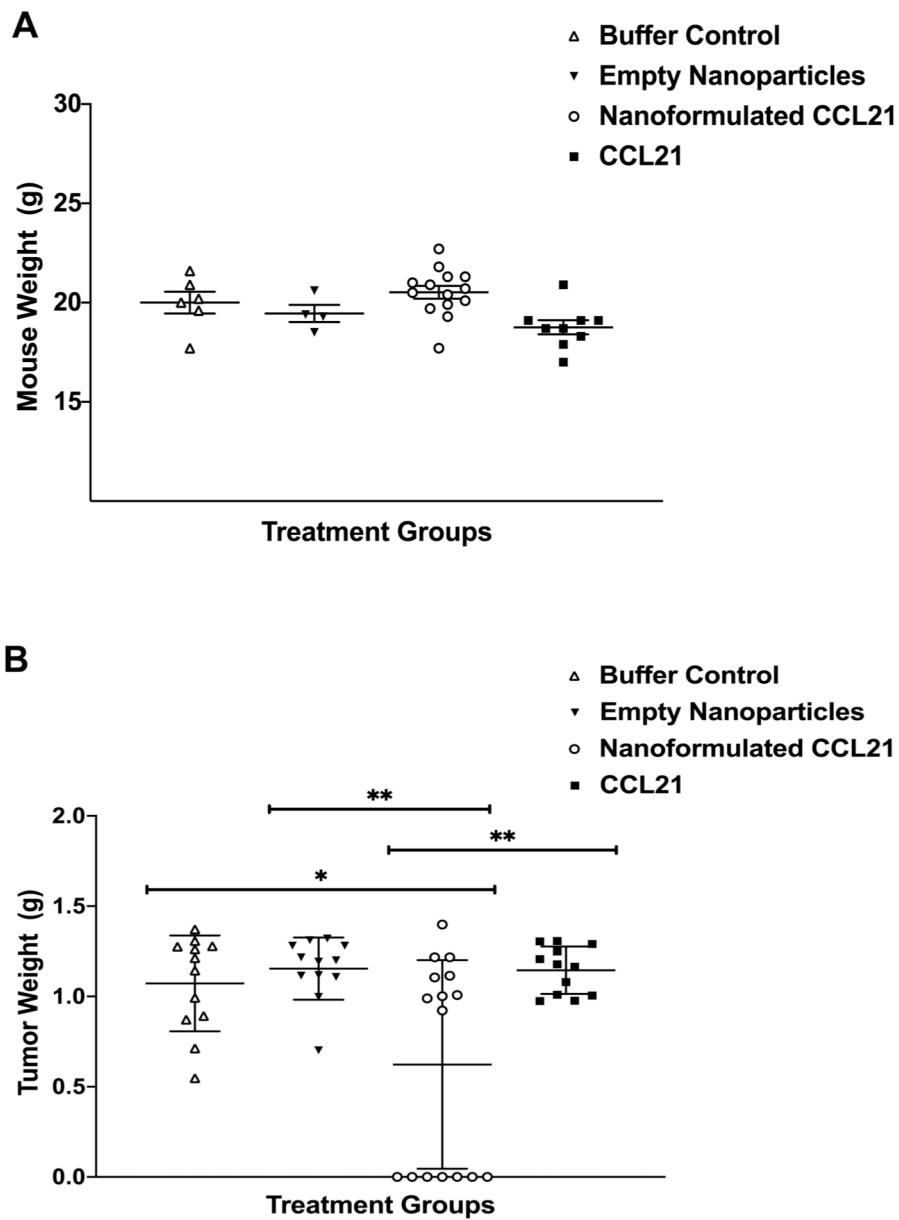 A
Buffer Control
Empty Nanoparticles
Nanoformulated CCL21
CCL21
30
25
20
15
Mouse Weight (g)
Treatment Groups
B
Buffer Control
Empty Nanoparticles
Nanoformulated CCL21
CCL21
**
**
*
2.0
1.5
1.0
0.5
0.0
Tumor Weight (g)
Treatment Groups